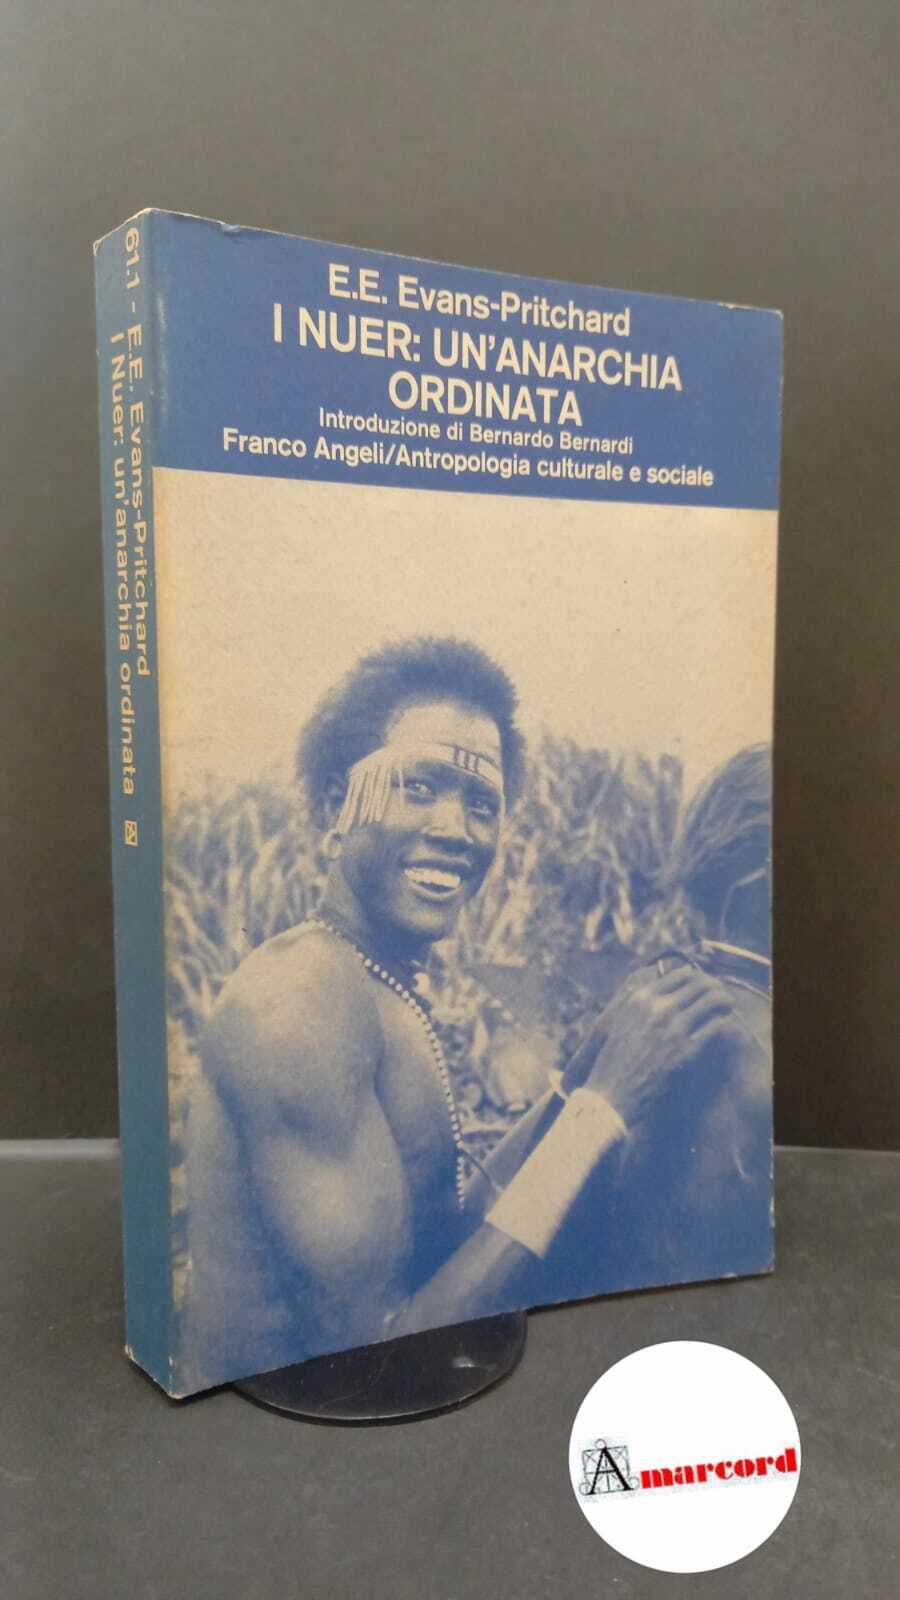 E.E. Evans-Pritchard
I NUER: UN'ANARCHIA
ORDINATA
Introduzione di Bernardo Bernardi
Franco Angeli/Antropologia culturale e sociale
61.1 - E.E. Evans-Pritchard
I Nuer: un'anarchia ordinata
Amarcord